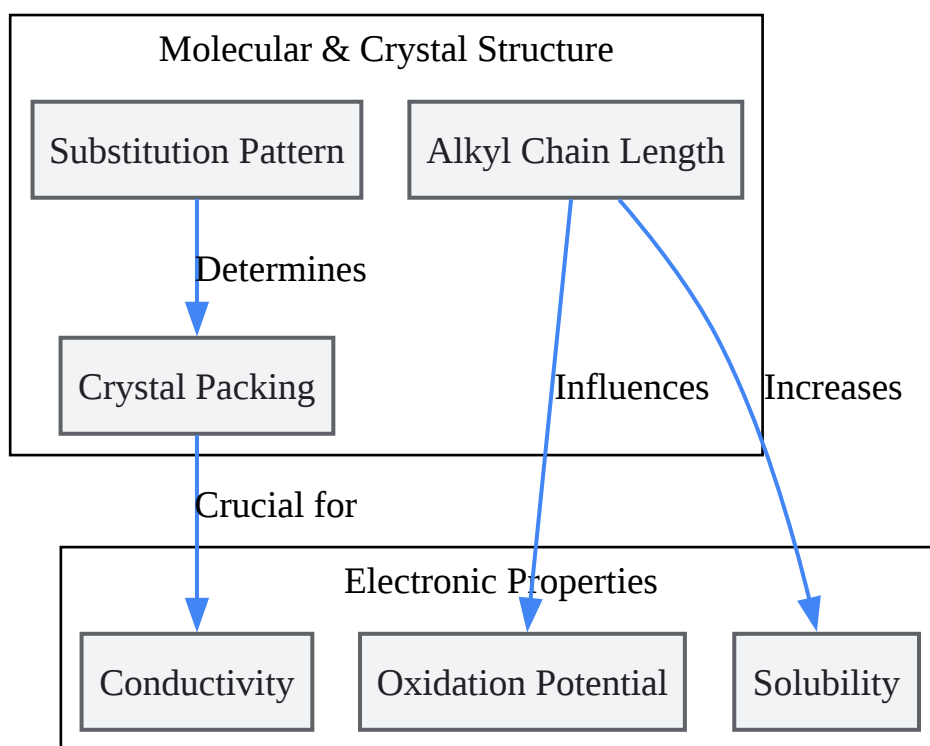 Molecular & Crystal Structure
Substitution Pattern
Alkyl Chain Length
Determines
Crystal Packing
Influences
Increases
Crucial for
Electronic Properties
Conductivity
Oxidation Potential
Solubility